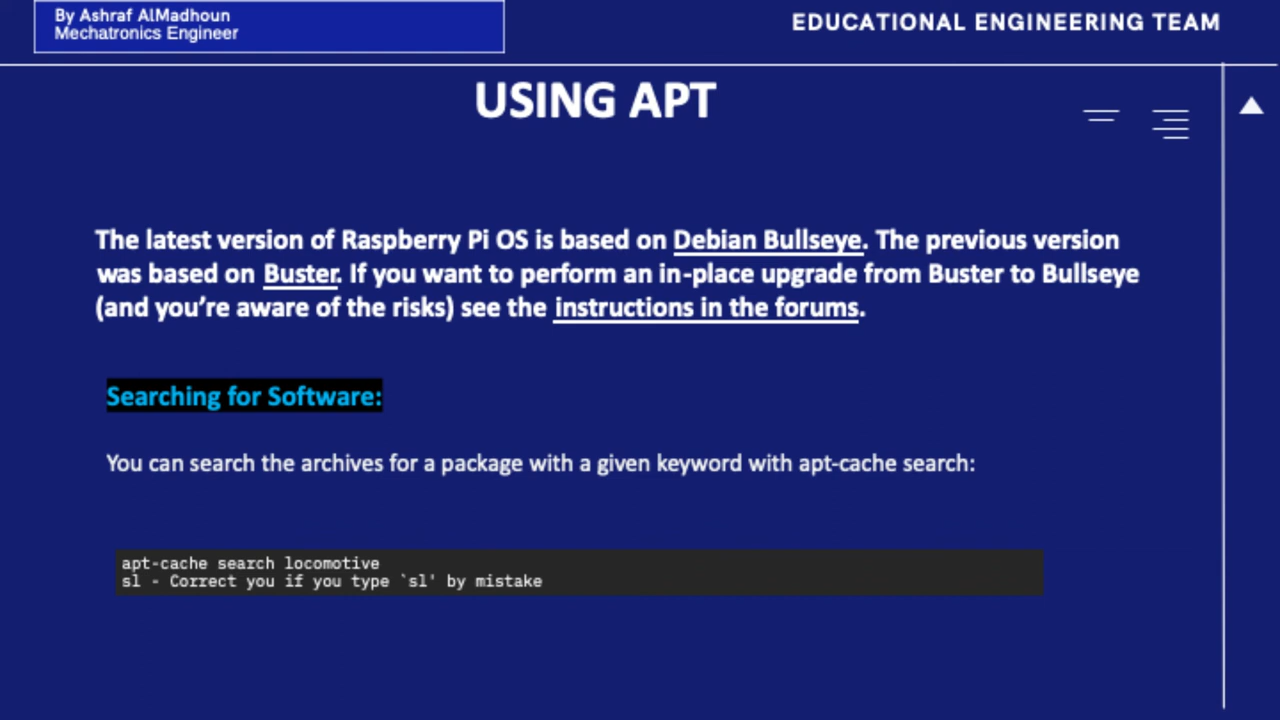 By Ashraf AlMadhoun
Mechatronics Engineer
EDUCATIONAL ENGINEERING TEAM
USING APT
The latest version of Raspberry Pi OS is based on Debian Bullseye. The previous version
was based on Buster. If you want to perform an in-place upgrade from Buster to Bullseye
(and you’re aware of the risks) see the instructions in the forums.
Searching for Software:
You can search the archives for a package with a given keyword with apt-cache search:
apt-cache search locomotive
sl - Correct you if you type `sl' by mistake